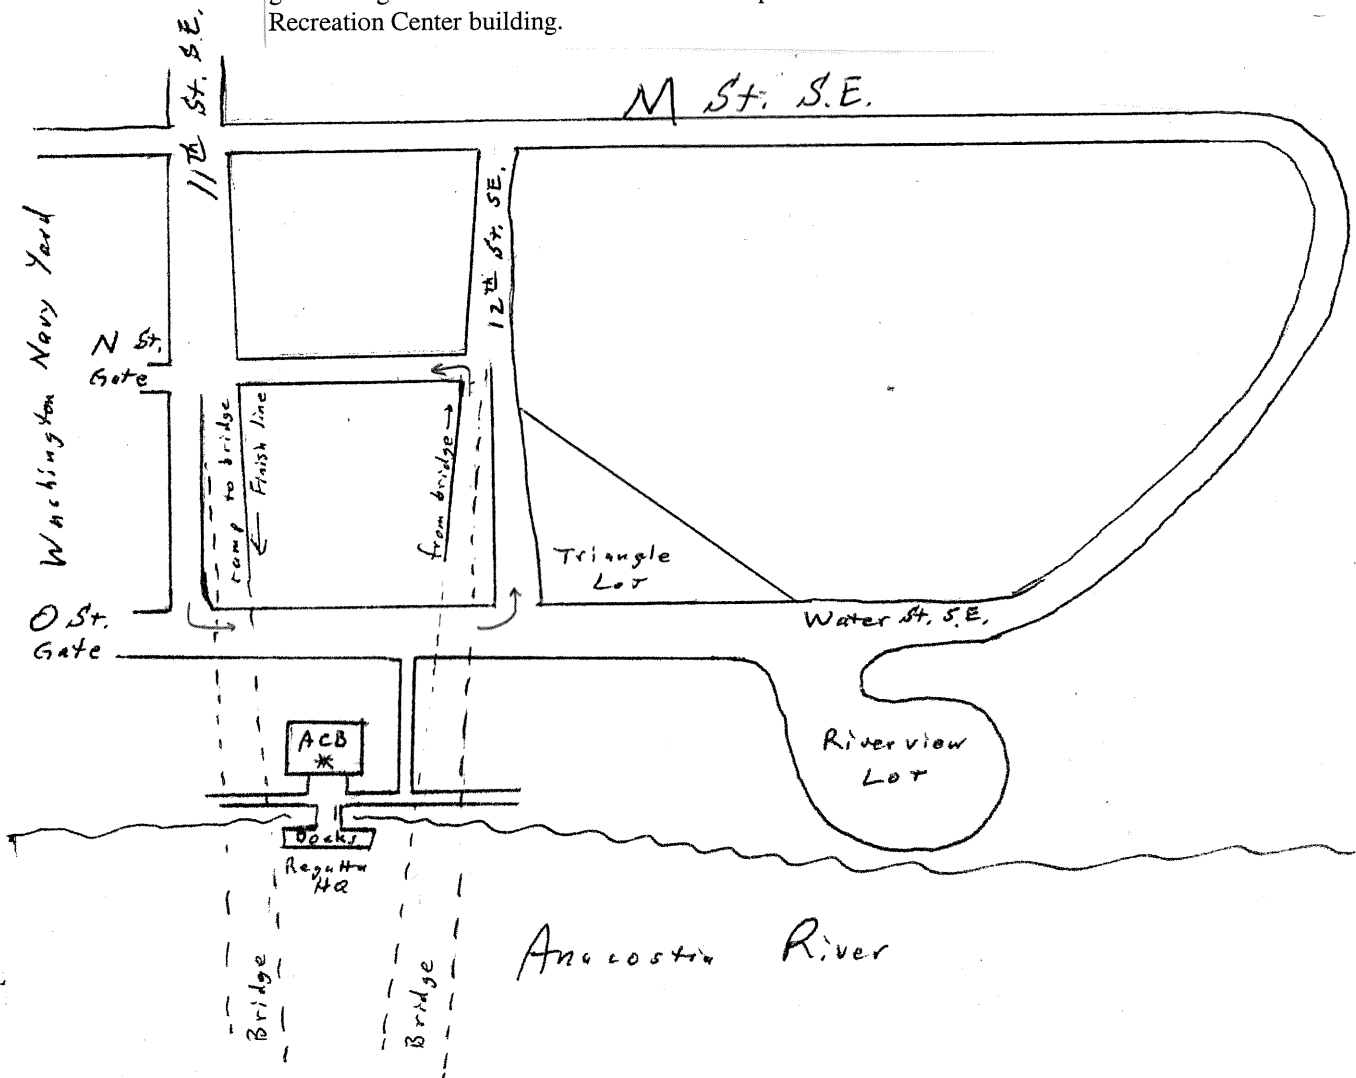 Recreation Center building.
11th St. S.E.
M St. S.E.
12th St. SE.
Washington Navy Yard
N St.
Gate
ramp to bridge
← Finish line
from bridge →
Triangle
Lot
O St.
Gate
Water St. S.E.
ACB
*
Riverview
Lot
Docks
Regatta
HQ
Anacostia River
Bridge
Bridge